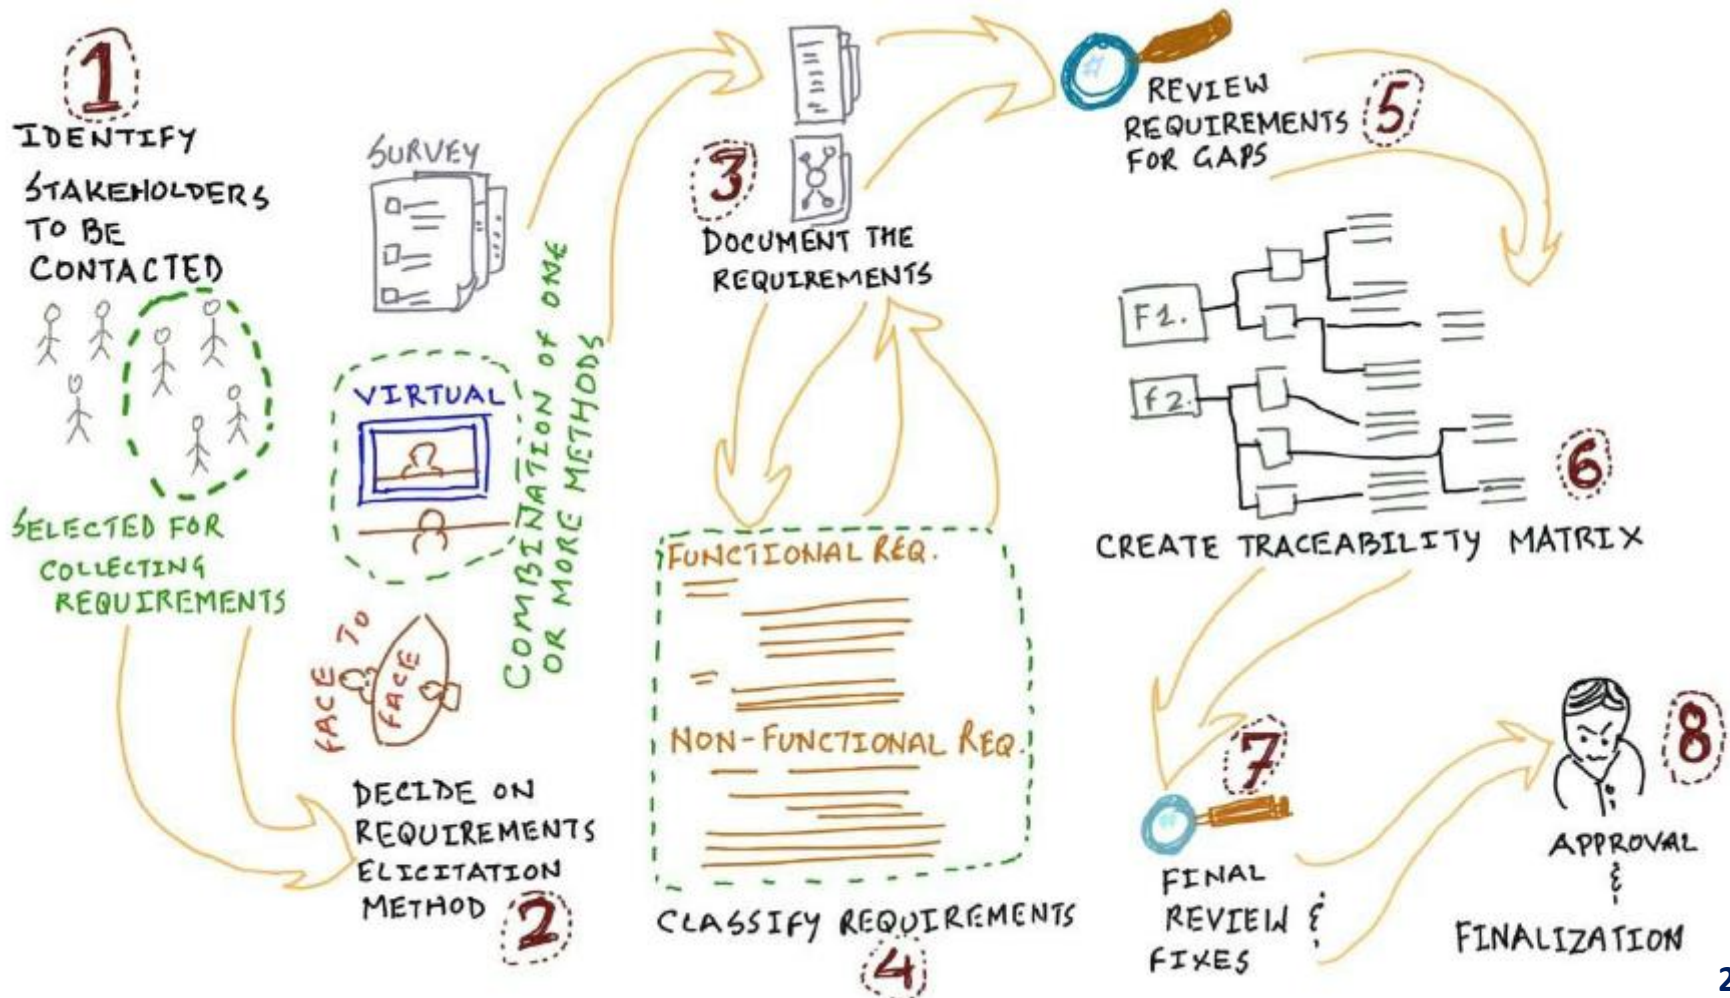 1
IDENTIFY
STAKEHOLDERS
TO BE
CONTACTED
SELECTED FOR
COLLECTING
REQUIREMENTS
SURVEY
VIRTUAL
FACE TO
FACE
COMBINATION OF ONE
OR MORE METHODS
DECIDE ON
REQUIREMENTS
ELICITATION
METHOD
2
3
DOCUMENT THE
REQUIREMENTS
FUNCTIONAL REQ.
NON-FUNCTIONAL REQ.
CLASSIFY REQUIREMENTS
4
REVIEW
REQUIREMENTS
FOR GAPS
5
F1.
F2.
6
CREATE TRACEABILITY MATRIX
7
FINAL
REVIEW &
FIXES
8
APPROVAL
&
FINALIZATION
2